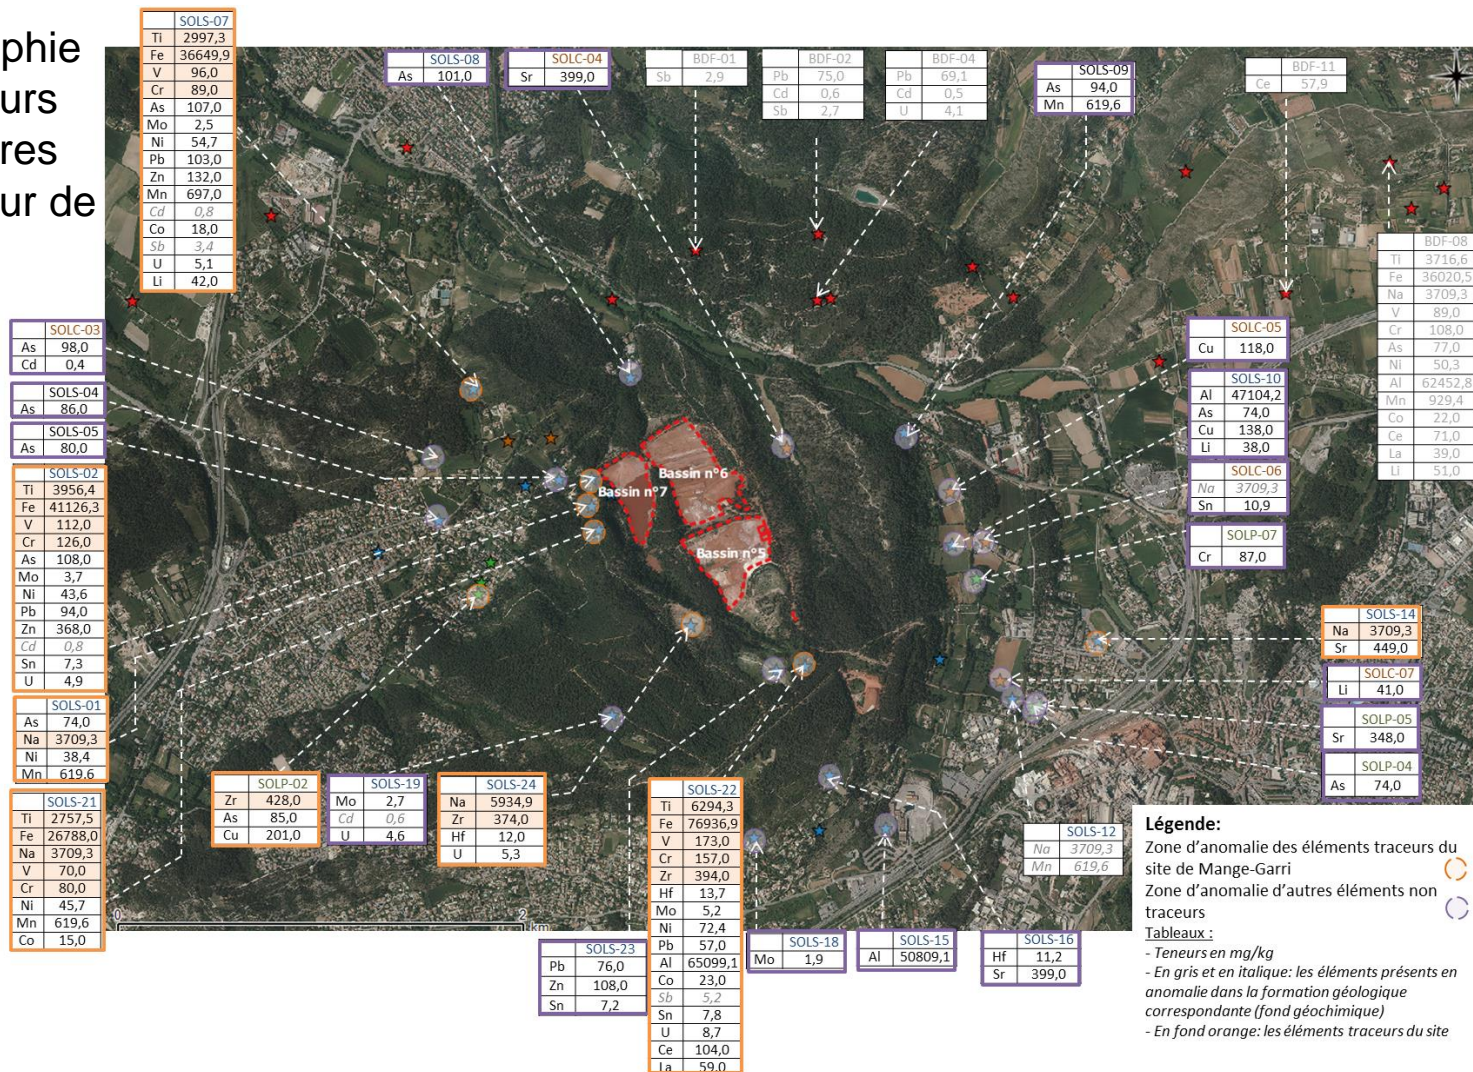 phie
urs
res
ur de
SOLS-07
Ti 2997,3
Fe 36649,9
V 96,0
Cr 89,0
As 107,0
Mo 2,5
Ni 54,7
Pb 103,0
Zn 132,0
Mn 697,0
Cd 0,8
Co 18,0
Sb 3,4
U 5,1
Li 42,0
SOLS-08
As 101,0
SOLC-04
Sr 399,0
BDF-01
Sb 2,9
BDF-02
Pb 75,0
Cd 0,6
Sb 2,7
BDF-04
Pb 69,1
Cd 0,5
U 4,1
SOLS-09
As 94,0
Mn 619,6
BDF-11
Ce 57,9
BDF-08
Ti 3716,6
Fe 36020,5
Na 3709,3
V 89,0
Cr 108,0
As 77,0
Ni 50,3
Al 62452,8
Mn 929,4
Co 22,0
Ce 71,0
La 39,0
Li 51,0
SOLC-03
As 98,0
Cd 0,4
SOLS-04
As 86,0
SOLS-05
As 80,0
SOLS-02
Ti 3956,4
Fe 41126,3
V 112,0
Cr 126,0
As 108,0
Mo 3,7
Ni 43,6
Pb 94,0
Zn 368,0
Cd 0,8
Sn 7,3
U 4,9
SOLS-01
As 74,0
Na 3709,3
Ni 38,4
Mn 619,6
SOLS-21
Ti 2757,5
Fe 26788,0
Na 3709,3
V 70,0
Cr 80,0
Ni 45,7
Mn 619,6
Co 15,0
Bassin n°6
Bassin n°7
Bassin n°5
SOLC-05
Cu 118,0
SOLS-10
Al 47104,2
As 74,0
Cu 138,0
Li 38,0
SOLC-06
Na 3709,3
Sn 10,9
SOLP-07
Cr 87,0
SOLS-14
Na 3709,3
Sr 449,0
SOLC-07
Li 41,0
SOLP-05
Sr 348,0
SOLP-04
As 74,0
SOLP-02
Zr 428,0
As 85,0
Cu 201,0
SOLS-19
Mo 2,7
Cd 0,6
U 4,6
SOLS-24
Na 5934,9
Zr 374,0
Hf 12,0
U 5,3
SOLS-22
Ti 6294,3
Fe 76936,9
V 173,0
Cr 157,0
Zr 394,0
Hf 13,7
Mo 5,2
Ni 72,4
Pb 57,0
Al 65099,1
Co 23,0
Sb 5,2
Sn 7,8
U 8,7
Ce 104,0
La 59,0
SOLS-12
Na 3709,3
Mn 619,6
0 2
km
SOLS-23
Pb 76,0
Zn 108,0
Sn 7,2
SOLS-18
Mo 1,9
SOLS-15
Al 50809,1
SOLS-16
Hf 11,2
Sr 399,0
Légende:
Zone d'anomalie des éléments traceurs du
site de Mange-Garri
Zone d'anomalie d'autres éléments non
traceurs
Tableaux :
- Teneurs en mg/kg
- En gris et en italique: les éléments présents en
anomalie dans la formation géologique
correspondante (fond géochimique)
- En fond orange: les éléments traceurs du site